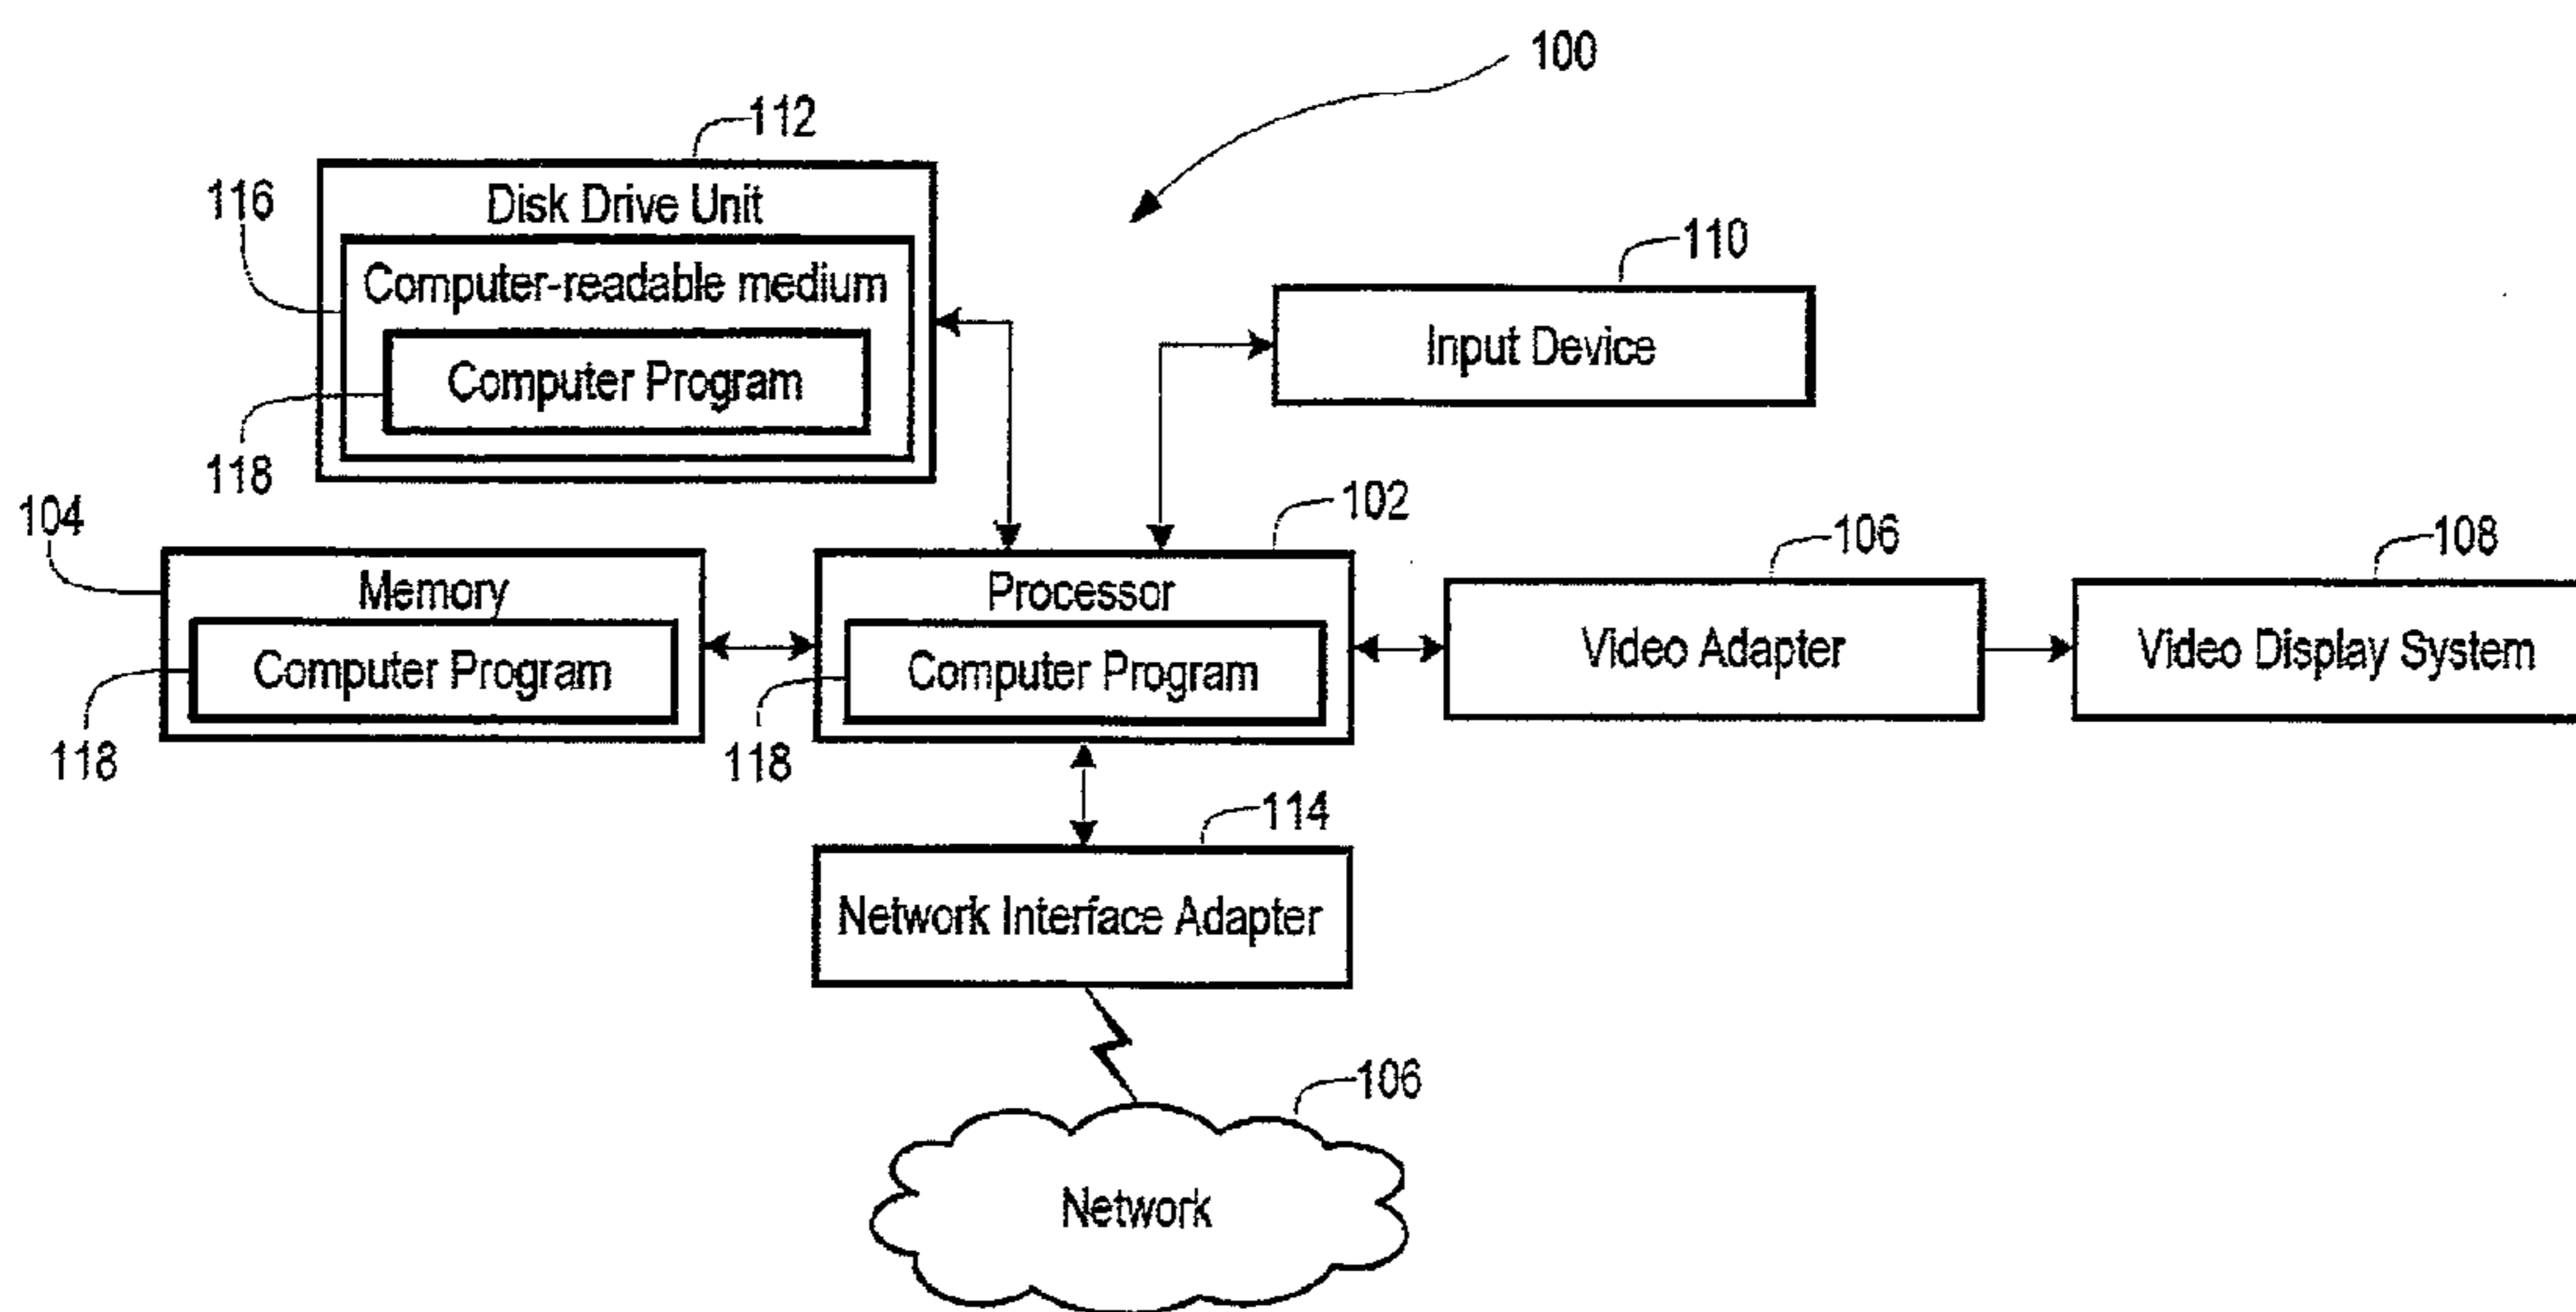 100
112
Disk Drive Unit
116
Computer-readable medium
110
Input Device
Computer Program
118
104
102
106
108
Memory
Processor
Computer Program
Computer Program
Video Adapter
Video Display System
118
118
114
Network Interface Adapter
106
Network